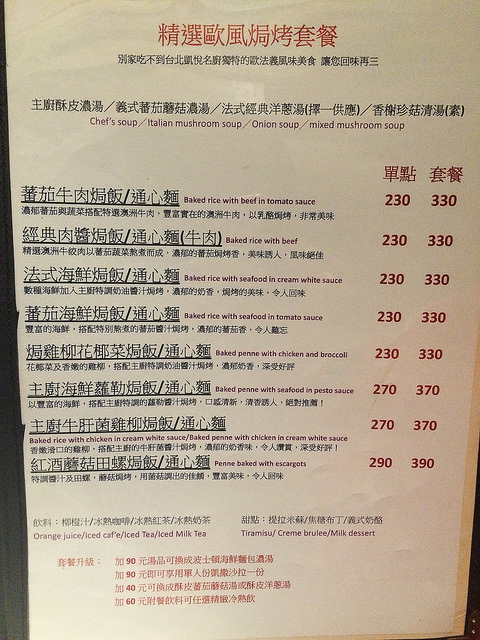 精選歐風焗烤套餐
別家吃不到台北凱悅名廚獨特的歐法義風味美食 讓您回味再三
主廚酥皮濃湯／義式蕃茄蘑菇濃湯／法式經典洋蔥湯(擇一供應)／香榭珍菇清湯(素)
Chef's soup／Italian mushroom soup／Onion soup／mixed mushroom soup
單點 套餐
蕃茄牛肉焗飯/通心麵 Baked rice with beef in tomato sauce 230 330
濃郁蕃茄與蔬菜搭配特選澳洲牛肉，豐富實在的澳洲牛肉，以乳酪焗烤，非常美味
經典肉醬焗飯/通心麵(牛肉) Baked rice with beef 230 330
精選澳洲牛絞肉以蕃茄蔬菜熬煮而成，濃郁的蕃茄焗烤香，美味誘人，風味絕佳
法式海鮮焗飯/通心麵 Baked rice with seafood in cream white sauce 230 330
數種海鮮加入主廚特調奶油醬汁焗烤，濃郁的奶香，焗烤的美味，令人回味
蕃茄海鮮焗飯/通心麵 Baked rice with seafood in tomato sauce 230 330
豐富的海鮮，搭配特別熬煮的蕃茄醬汁焗烤，濃郁的蕃茄香，令人難忘
焗雞柳花椰菜焗飯/通心麵 Baked penne with chicken and broccoli 230 330
花椰菜及香嫩的雞柳，搭配主廚特調奶油醬汁焗烤，濃郁奶香，深受好評
主廚海鮮蘿勒焗飯/通心麵 Baked penne with seafood in pesto sauce 270 370
以豐富的海鮮，搭配主廚特調的蘿勒醬汁焗烤，口感清新，清香誘人，絕對推薦！
主廚牛肝菌雞柳焗飯/通心麵 270 370
Baked rice with chicken in cream white sauce/Baked penne with chicken in cream white sauce
香嫩滑口的雞柳，搭配主廚的牛肝菌醬汁焗烤，濃郁的奶香味，令人讚賞，深受好評！
紅酒蘑菇田螺焗飯/通心麵 Penne baked with escargots 290 390
特調醬汁及田螺，蘑菇焗烤，用菌菇調出的佳餚，豐富美味，令人回味
飲料：柳橙汁/冰熱咖啡/冰熱紅茶/冰熱奶茶 甜點：提拉米蘇/焦糖布丁/義式奶酪
Orange juice/Iced caffe/Iced Tea/Iced Milk Tea Tiramisu/ Creme brulee/Milk dessert
套餐升級： 加 90 元湯品可換成波士頓海鮮麵包濃湯
加 90 元即可享用單人份凱撒沙拉一份
加 40 元可換成酥皮蕃茄蘑菇湯或酥皮洋蔥湯
加 60 元附餐飲料可任選精緻冷熱飲